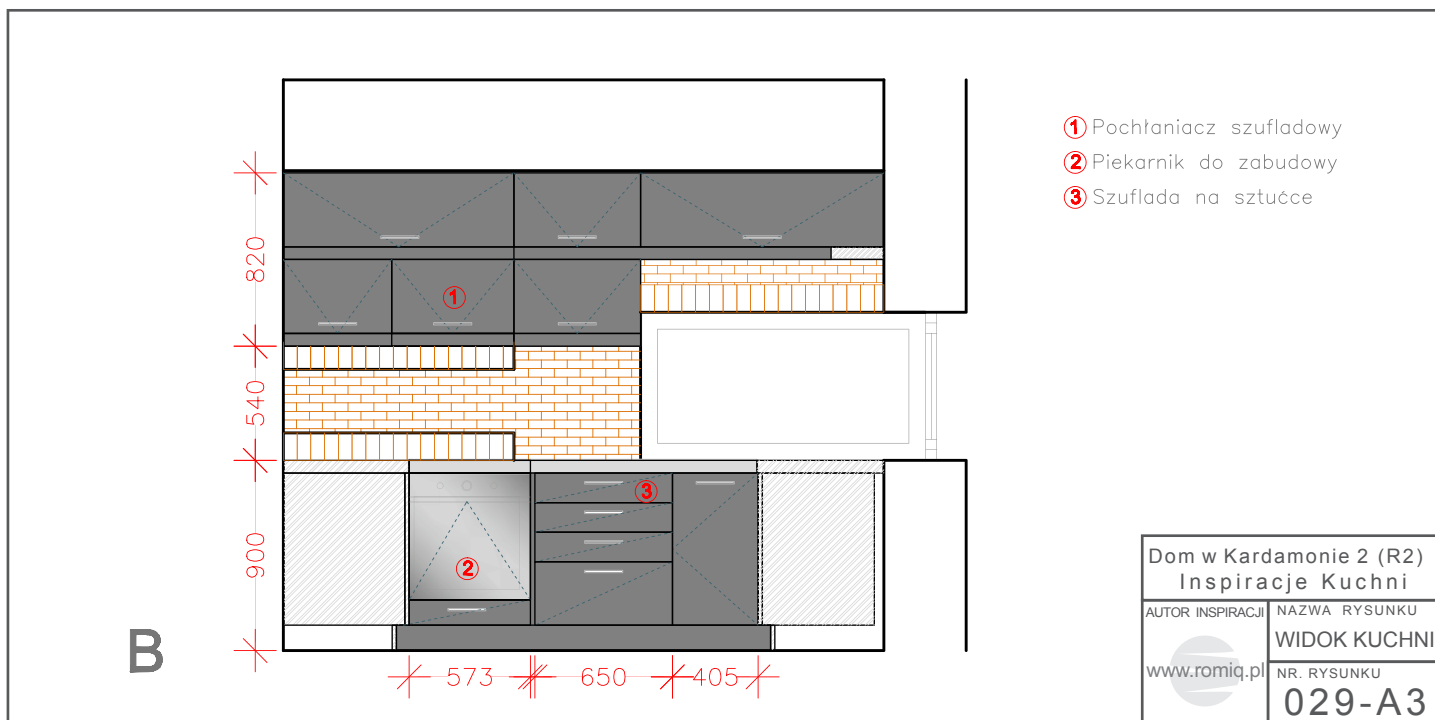 1 Pochłaniacz szufladowy
2 Piekarnik do zabudowy
3 Szuflada na sztućce
820
540
900
1
3
2
573
650
405
B
Dom w Kardamonie 2 (R2)
Inspiracje Kuchni
AUTOR INSPIRACJI
www.romiq.pl
NAZWA RYSUNKU
WIDOK KUCHNI
NR. RYSUNKU
029-A3